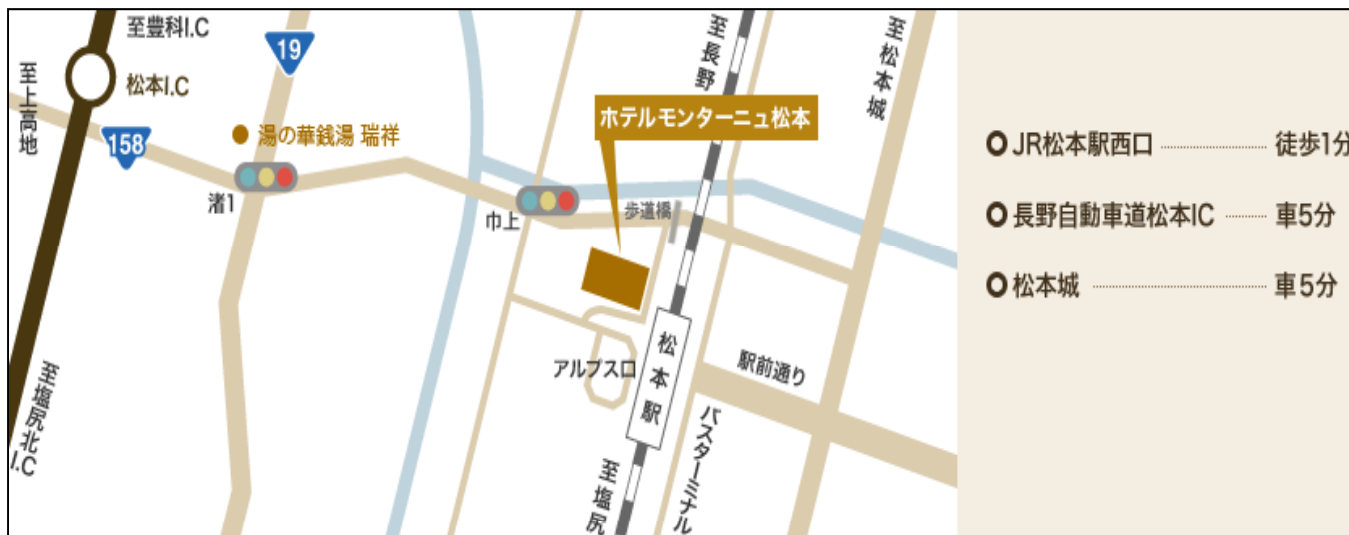 至豊科I.C
松本I.C
19
至上高地
158
湯の華銭湯 瑞祥
渚1
巾上
ホテルモンターニュ松本
歩道橋
至長野
至松本城
アルプス口
松本駅
駅前通り
バスターミナル
至塩尻
至塩尻北I.C
JR松本駅西口 徒歩1分
長野自動車道松本IC 車5分
松本城 車5分